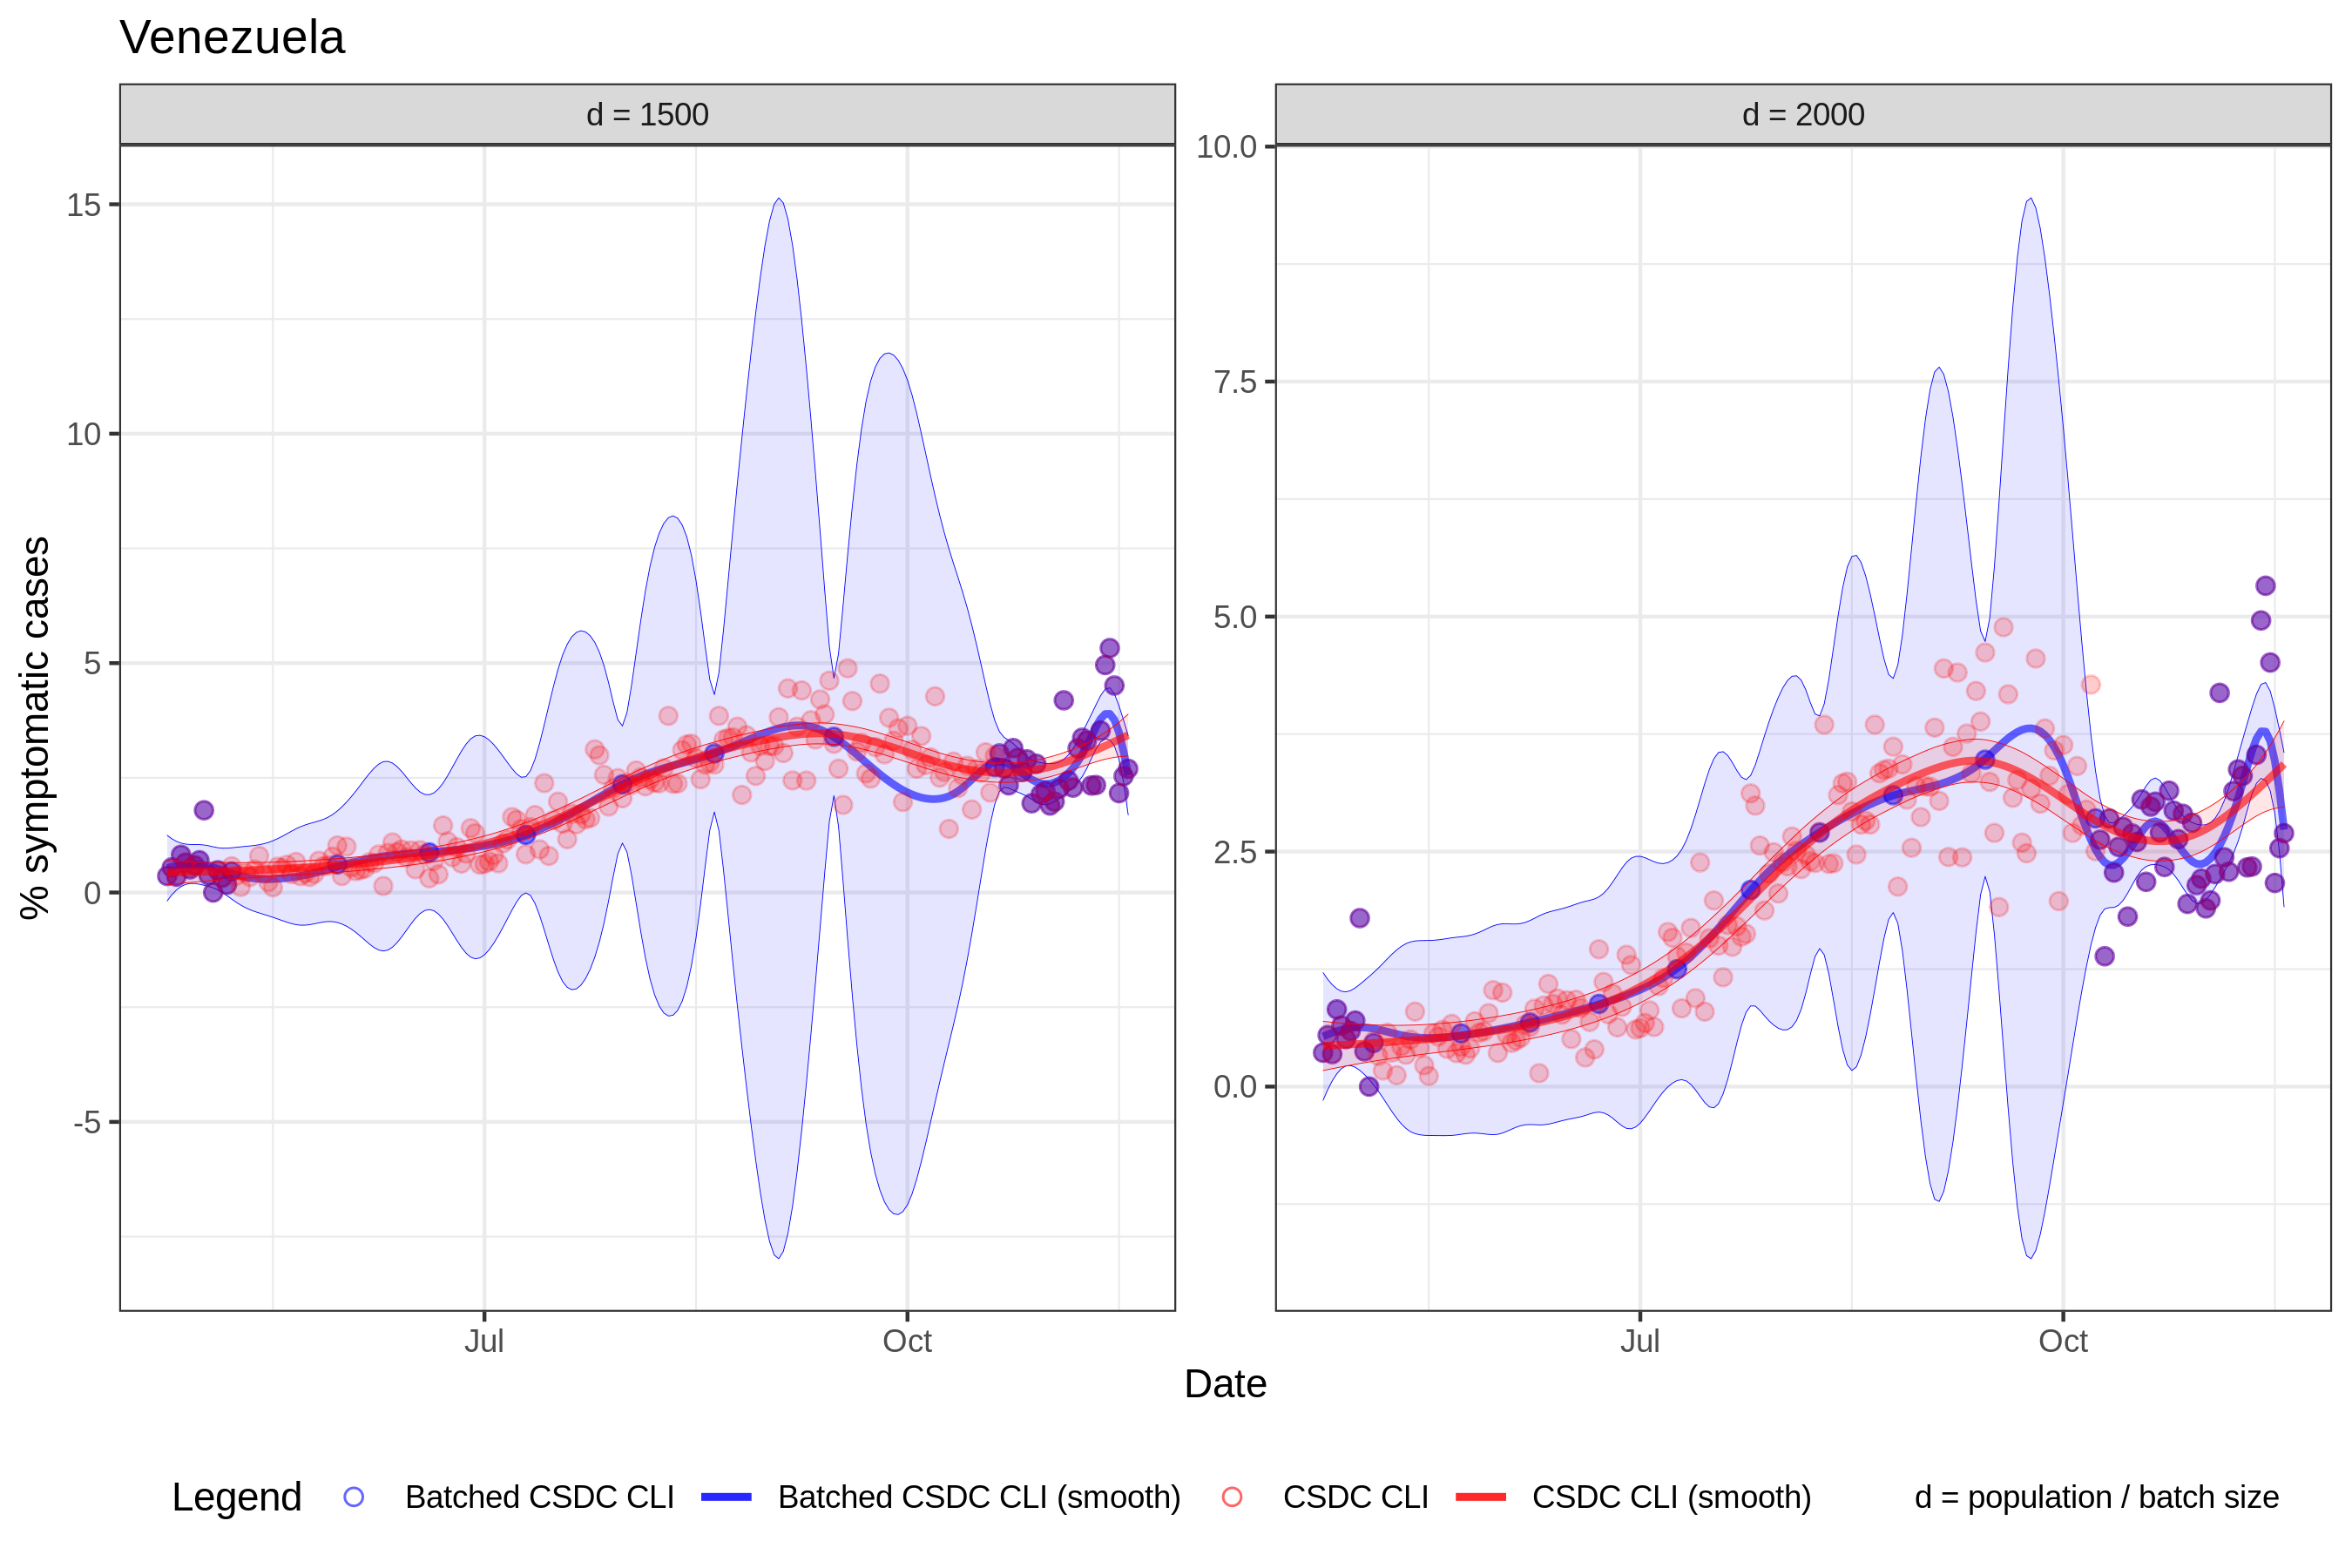 Venezuela
d = 1500
d = 2000
% symptomatic cases
15
10
5
0
-5
10.0
7.5
5.0
2.5
0.0
Jul
Oct
Jul
Oct
Date
Legend Batched CSDC CLI Batched CSDC CLI (smooth) CSDC CLI CSDC CLI (smooth) d = population / batch size